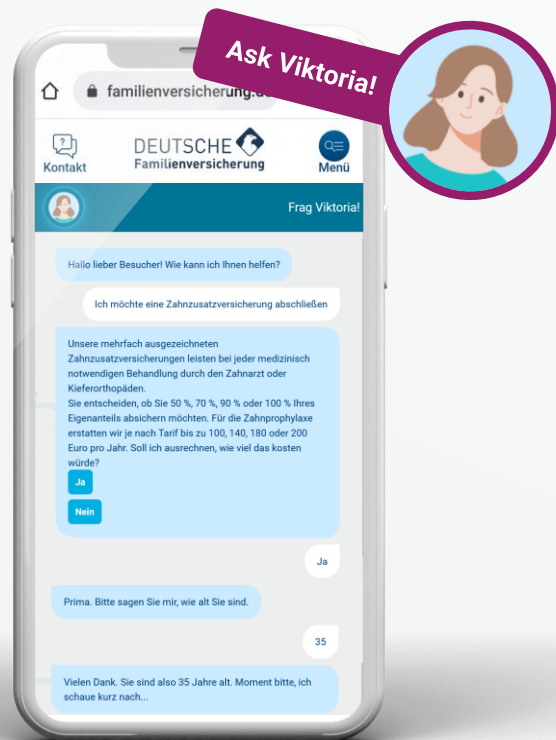 Ask Viktoria!
familienversicherung.de
Kontakt
DEUTSCHE
Familienversicherung
Menü
Frag Viktoria!
Hallo lieber Besucher! Wie kann ich Ihnen helfen?
Ich möchte eine Zahnzusatzversicherung abschließen
Unsere mehrfach ausgezeichneten
Zahnzusatzversicherungen leisten bei jeder medizinisch
notwendigen Behandlung durch den Zahnarzt oder
Kieferorthopäden.
Sie entscheiden, ob Sie 50 %, 70 %, 90 % oder 100 % Ihres
Eigenanteils absichern möchten. Für die Zahnprophylaxe
erstatten wir je nach Tarif bis zu 100, 140, 180 oder 200
Euro pro Jahr. Soll ich ausrechnen, wie viel das kosten
würde?
Ja
Nein
Ja
Prima. Bitte sagen Sie mir, wie alt Sie sind.
35
Vielen Dank. Sie sind also 35 Jahre alt. Moment bitte, ich
schaue kurz nach...